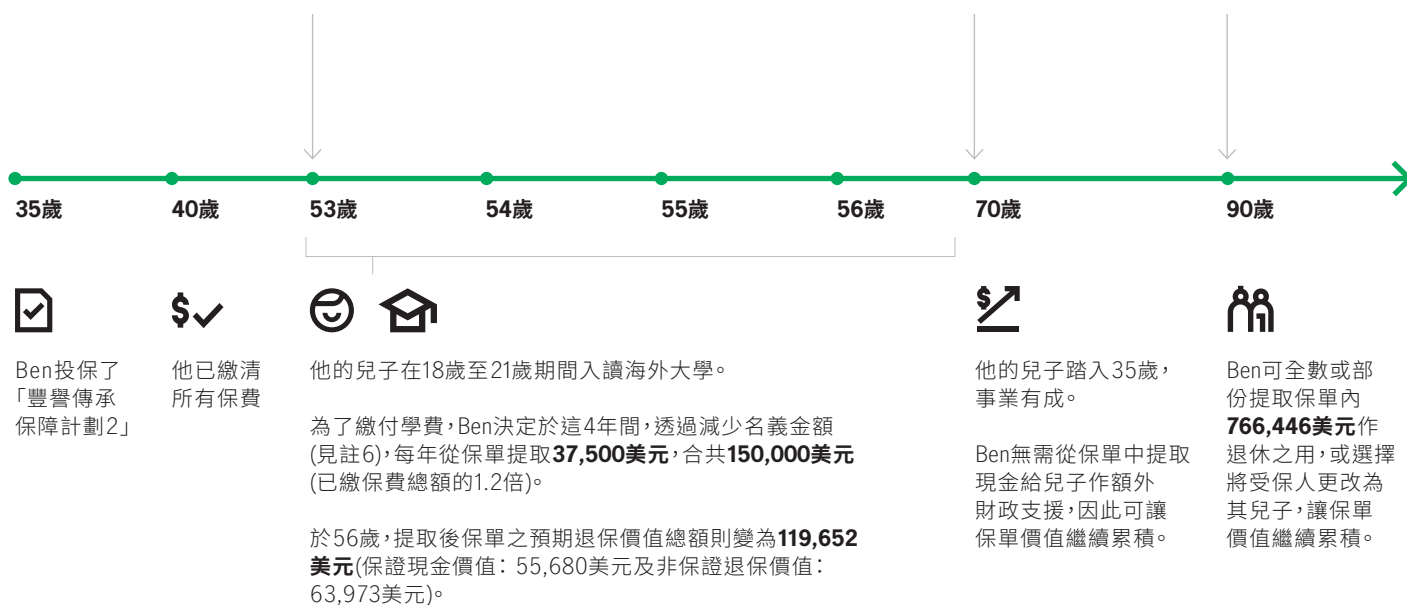 35歲
40歲
53歲
54歲
55歲
56歲
70歲
90歲
Ben投保了
「豐譽傳承
保障計劃2」
他已繳清
所有保費
他的兒子在18歲至21歲期間入讀海外大學。
為了繳付學費,Ben決定於這4年間,透過減少名義金額
(見註6),每年從保單提取37,500美元,合共150,000美元
(已繳保費總額的1.2倍)。
於56歲,提取後保單之預期退保價值總額則變為119,652
美元(保證現金價值: 55,680美元及非保證退保價值:
63,973美元)。
他的兒子踏入35歲,
事業有成。
Ben無需從保單中提取
現金給兒子作額外
財政支援,因此可讓
保單價值繼續累積。
Ben可全數或部
份提取保單內
766,446美元作
退休之用,或選擇
將受保人更改為
其兒子,讓保單
價值繼續累積。